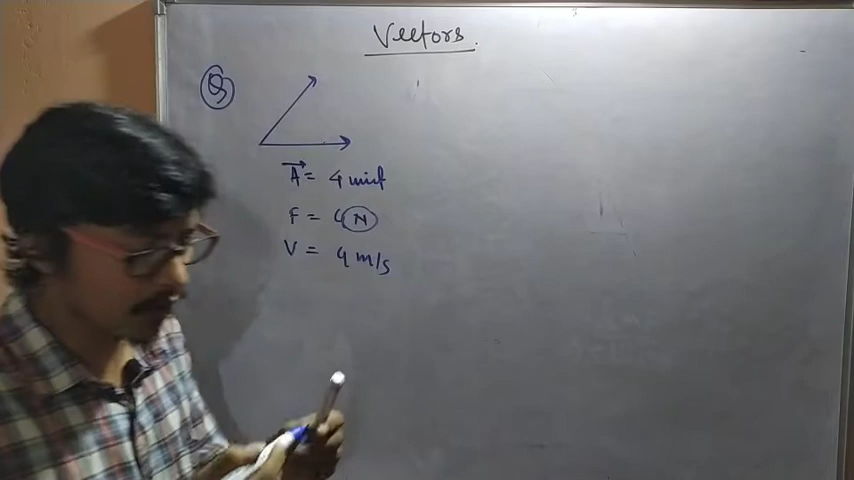 Vectors.
Q
A = 4 unit
F = 4 N
V = 4 m/s